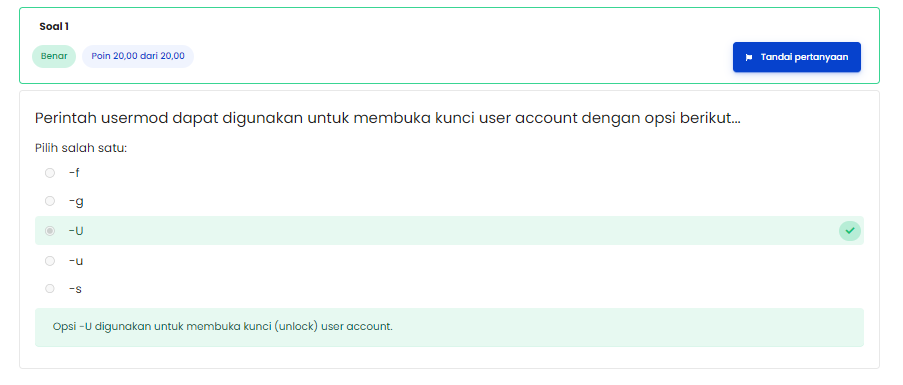 Soal 1
Benar
Poin 20,00 dari 20,00
Tandai pertanyaan
Perintah usermod dapat digunakan untuk membuka kunci user account dengan opsi berikut...
Pilih salah satu:
-f
-g
-U
-u
-s
Opsi -U digunakan untuk membuka kunci (unlock) user account.